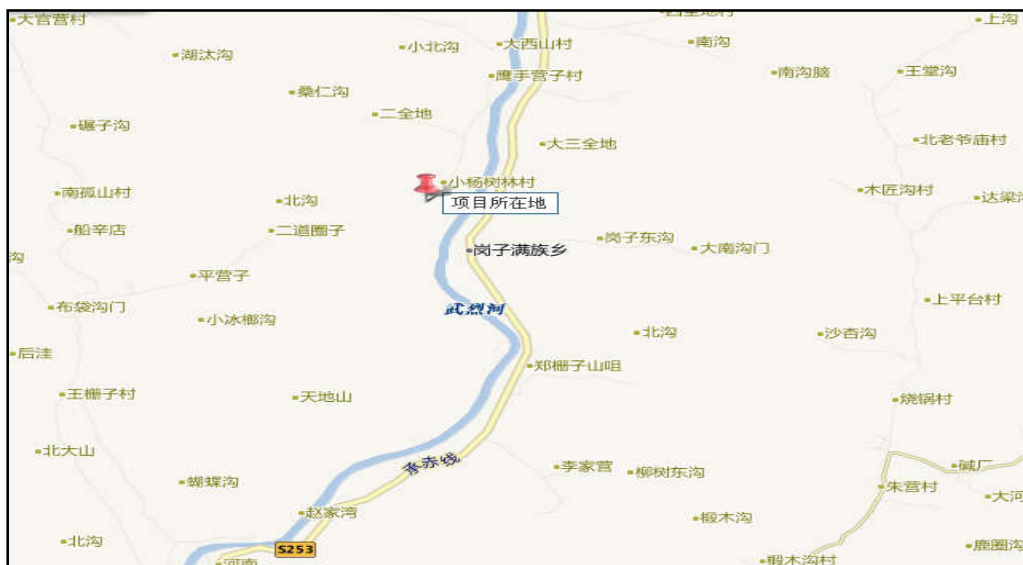 大宫营村
上沟
南沟
大西山村
小北沟
湖汰沟
鹰手营子村
南沟脑
王堂沟
桑仁沟
二全地
碾子沟
大三全地
北老爷庙村
小杨树林村
南孤山村
木匠沟村
达梁沟
北沟
项目所在地
船辛店
二道圈子
岗子东沟
岗子满族乡
大南沟门
沟
平营子
上平台村
布袋沟门
武烈河
小冰榔沟
北沟
沙杏沟
后洼
郑栅子山咀
王栅子村
天地山
烧锅村
北大山
承赤线
李家营
柳树东沟
碱厂
蝴蝶沟
朱营村
大河
赵家湾
椴木沟
北沟
S253
鹿圈沟
河南
椴木沟村